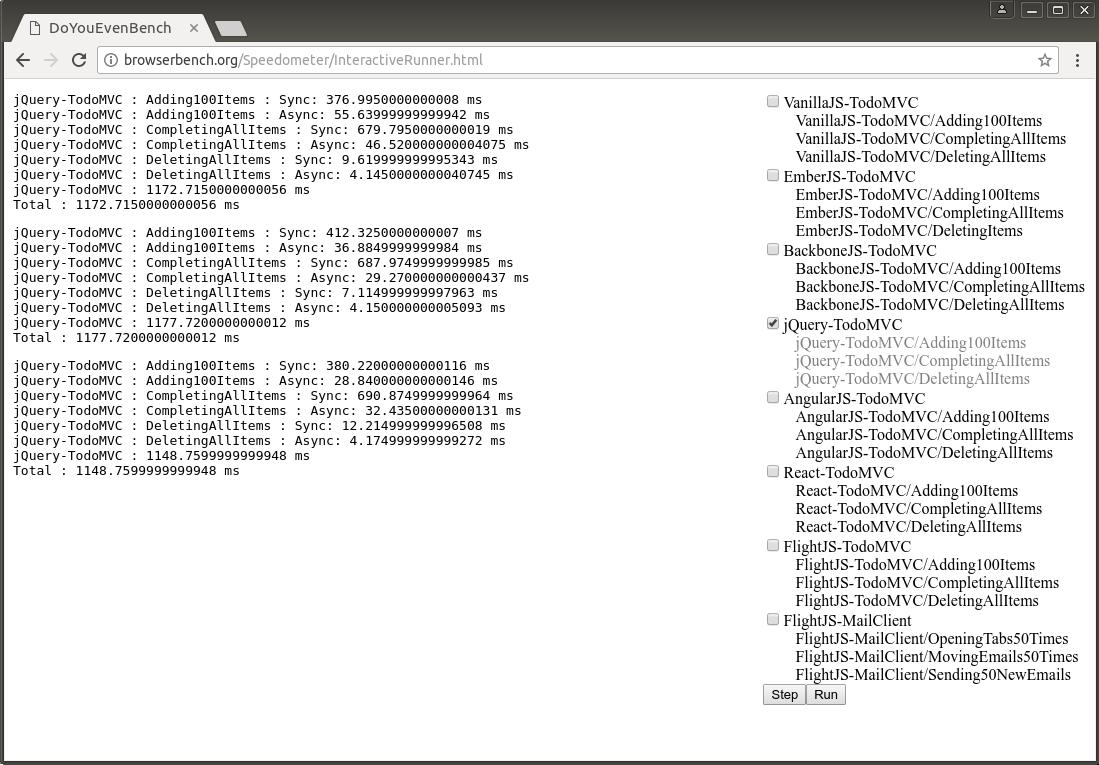 DoYouEvenBench
browserbench.org/Speedometer/InteractiveRunner.html
jQuery-TodoMVC : Adding100Items : Sync: 376.9950000000008 ms
jQuery-TodoMVC : Adding100Items : Async: 55.63999999999942 ms
jQuery-TodoMVC : CompletingAllItems : Sync: 679.7950000000019 ms
jQuery-TodoMVC : CompletingAllItems : Async: 46.520000000004075 ms
jQuery-TodoMVC : DeletingAllItems : Sync: 9.619999999995343 ms
jQuery-TodoMVC : DeletingAllItems : Async: 4.1450000000040745 ms
jQuery-TodoMVC : 1172.7150000000056 ms
Total : 1172.7150000000056 ms
jQuery-TodoMVC : Adding100Items : Sync: 412.3250000000007 ms
jQuery-TodoMVC : Adding100Items : Async: 36.8849999999984 ms
jQuery-TodoMVC : CompletingAllItems : Sync: 687.9749999999985 ms
jQuery-TodoMVC : CompletingAllItems : Async: 29.270000000000437 ms
jQuery-TodoMVC : DeletingAllItems : Sync: 7.114999999997963 ms
jQuery-TodoMVC : DeletingAllItems : Async: 4.150000000005093 ms
jQuery-TodoMVC : 1177.7200000000012 ms
Total : 1177.7200000000012 ms
jQuery-TodoMVC : Adding100Items : Sync: 380.22000000000116 ms
jQuery-TodoMVC : Adding100Items : Async: 28.840000000000146 ms
jQuery-TodoMVC : CompletingAllItems : Sync: 690.8749999999964 ms
jQuery-TodoMVC : CompletingAllItems : Async: 32.43500000000131 ms
jQuery-TodoMVC : DeletingAllItems : Sync: 12.214999999996508 ms
jQuery-TodoMVC : DeletingAllItems : Async: 4.174999999999272 ms
jQuery-TodoMVC : 1148.7599999999948 ms
Total : 1148.7599999999948 ms
VanillaJS-TodoMVC
VanillaJS-TodoMVC/Adding100Items
VanillaJS-TodoMVC/CompletingAllItems
VanillaJS-TodoMVC/DeletingAllItems
EmberJS-TodoMVC
EmberJS-TodoMVC/Adding100Items
EmberJS-TodoMVC/CompletingAllItems
EmberJS-TodoMVC/DeletingItems
BackboneJS-TodoMVC
BackboneJS-TodoMVC/Adding100Items
BackboneJS-TodoMVC/CompletingAllItems
BackboneJS-TodoMVC/DeletingAllItems
jQuery-TodoMVC
jQuery-TodoMVC/Adding100Items
jQuery-TodoMVC/CompletingAllItems
jQuery-TodoMVC/DeletingAllItems
AngularJS-TodoMVC
AngularJS-TodoMVC/Adding100Items
AngularJS-TodoMVC/CompletingAllItems
AngularJS-TodoMVC/DeletingAllItems
React-TodoMVC
React-TodoMVC/Adding100Items
React-TodoMVC/CompletingAllItems
React-TodoMVC/DeletingAllItems
FlightJS-TodoMVC
FlightJS-TodoMVC/Adding100Items
FlightJS-TodoMVC/CompletingAllItems
FlightJS-TodoMVC/DeletingAllItems
FlightJS-MailClient
FlightJS-MailClient/OpeningTabs50Times
FlightJS-MailClient/MovingEmails50Times
FlightJS-MailClient/Sending50NewEmails
Step Run